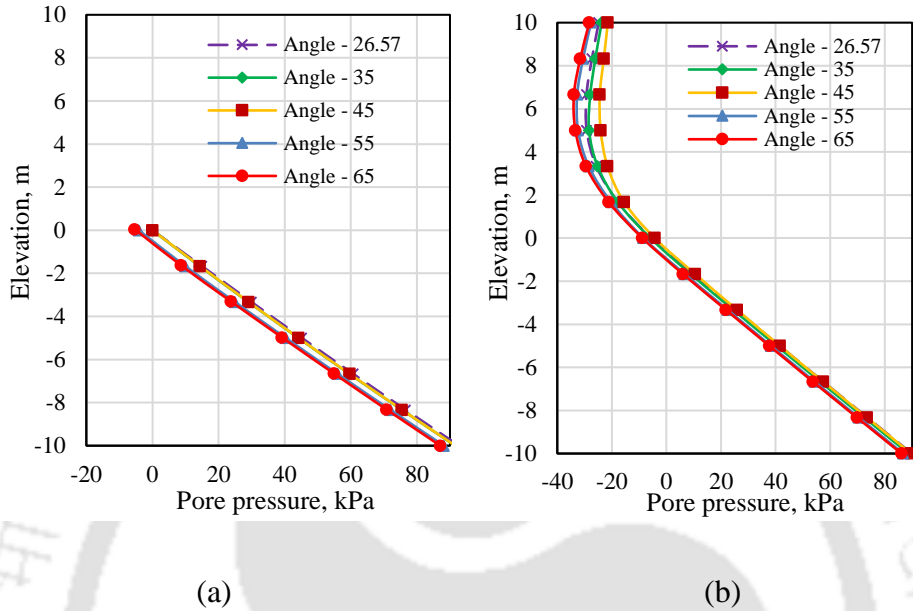 (a)
10
8
6
4
2
0
-2
-4
-6
-8
-10
Elevation, m
-20 0 20 40 60 80
Pore pressure, kPa
Angle - 26.57
Angle - 35
Angle - 45
Angle - 55
Angle - 65
(b)
10
8
6
4
2
0
-2
-4
-6
-8
-10
Elevation, m
-40 -20 0 20 40 60 80
Pore pressure, kPa
Angle - 26.57
Angle - 35
Angle - 45
Angle - 55
Angle - 65
(a) (b)